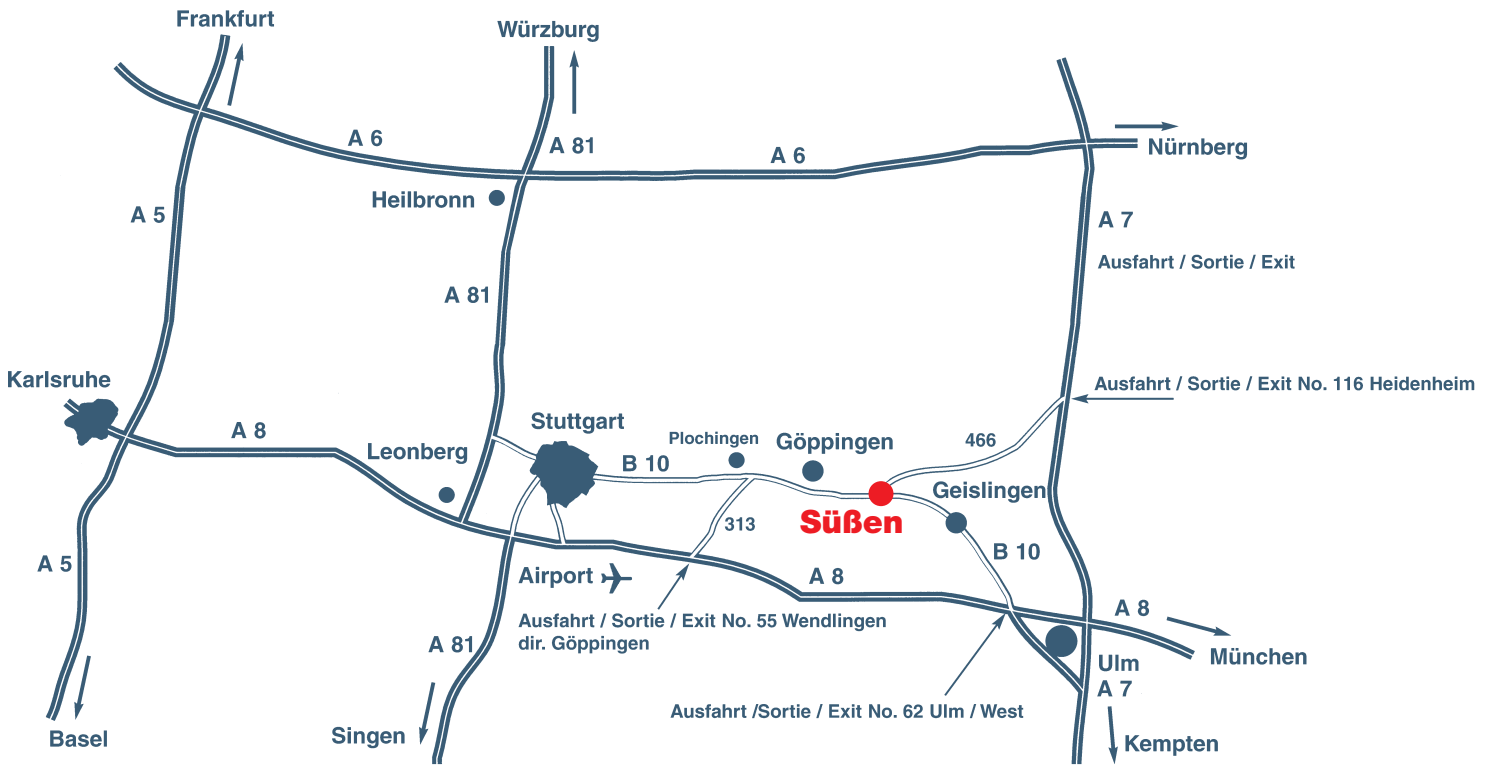 Frankfurt
Würzburg
A 6
A 81
A 6
Nürnberg
Heilbronn
A 5
A 7
Ausfahrt / Sortie / Exit
A 81
Karlsruhe
Ausfahrt / Sortie / Exit No. 116 Heidenheim
A 8
Stuttgart
Leonberg
Plochingen
Göppingen
466
B 10
Geislingen
Süßen
313
B 10
A 5
Airport
A 8
A 8
Ausfahrt / Sortie / Exit No. 55 Wendlingen
dir. Göppingen
A 81
München
Ulm
A 7
Ausfahrt /Sortie / Exit No. 62 Ulm / West
Basel
Singen
Kempten